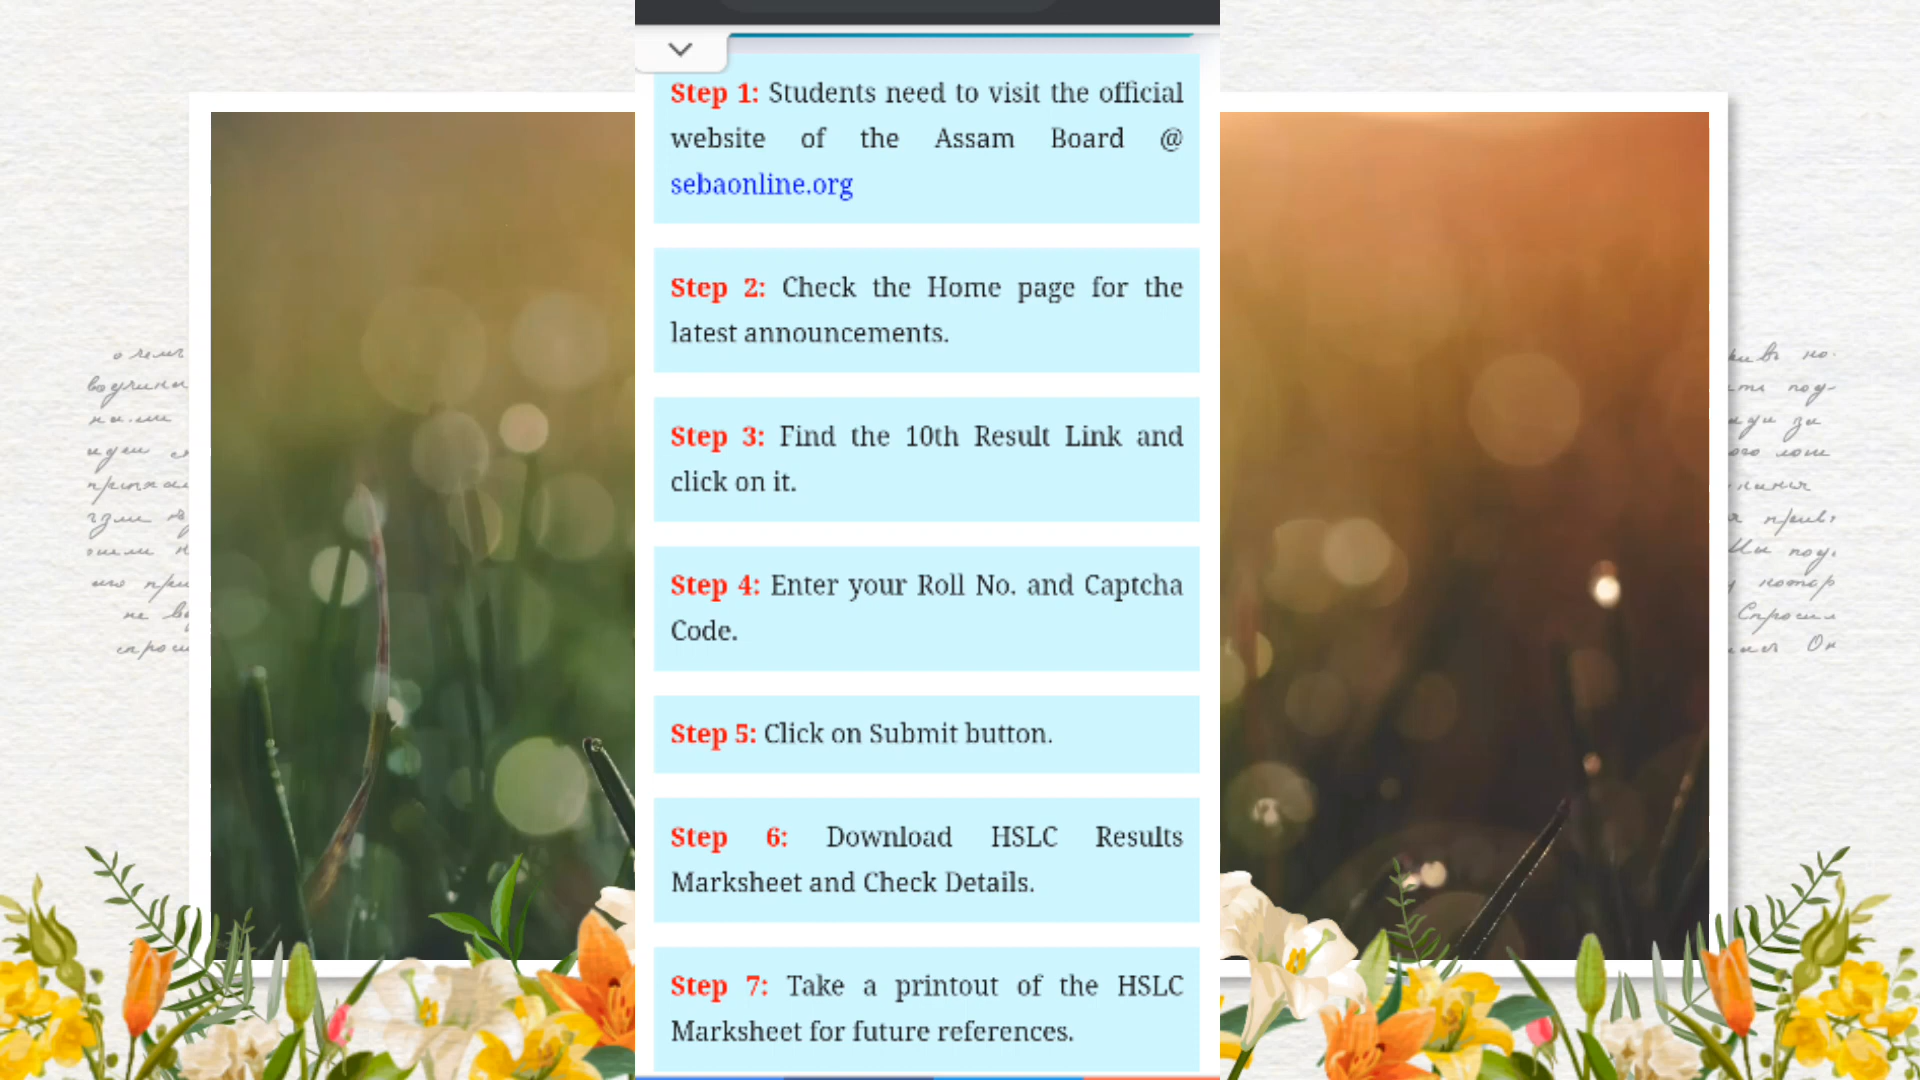 Step 1: Students need to visit the official
website of the Assam Board @
sebaonline.org
Step 2: Check the Home page for the
latest announcements.
Step 3: Find the 10th Result Link and
click on it.
Step 4: Enter your Roll No. and Captcha
Code.
Step 5: Click on Submit button.
Step 6: Download HSLC Results
Marksheet and Check Details.
Step 7: Take a printout of the HSLC
Marksheet for future references.